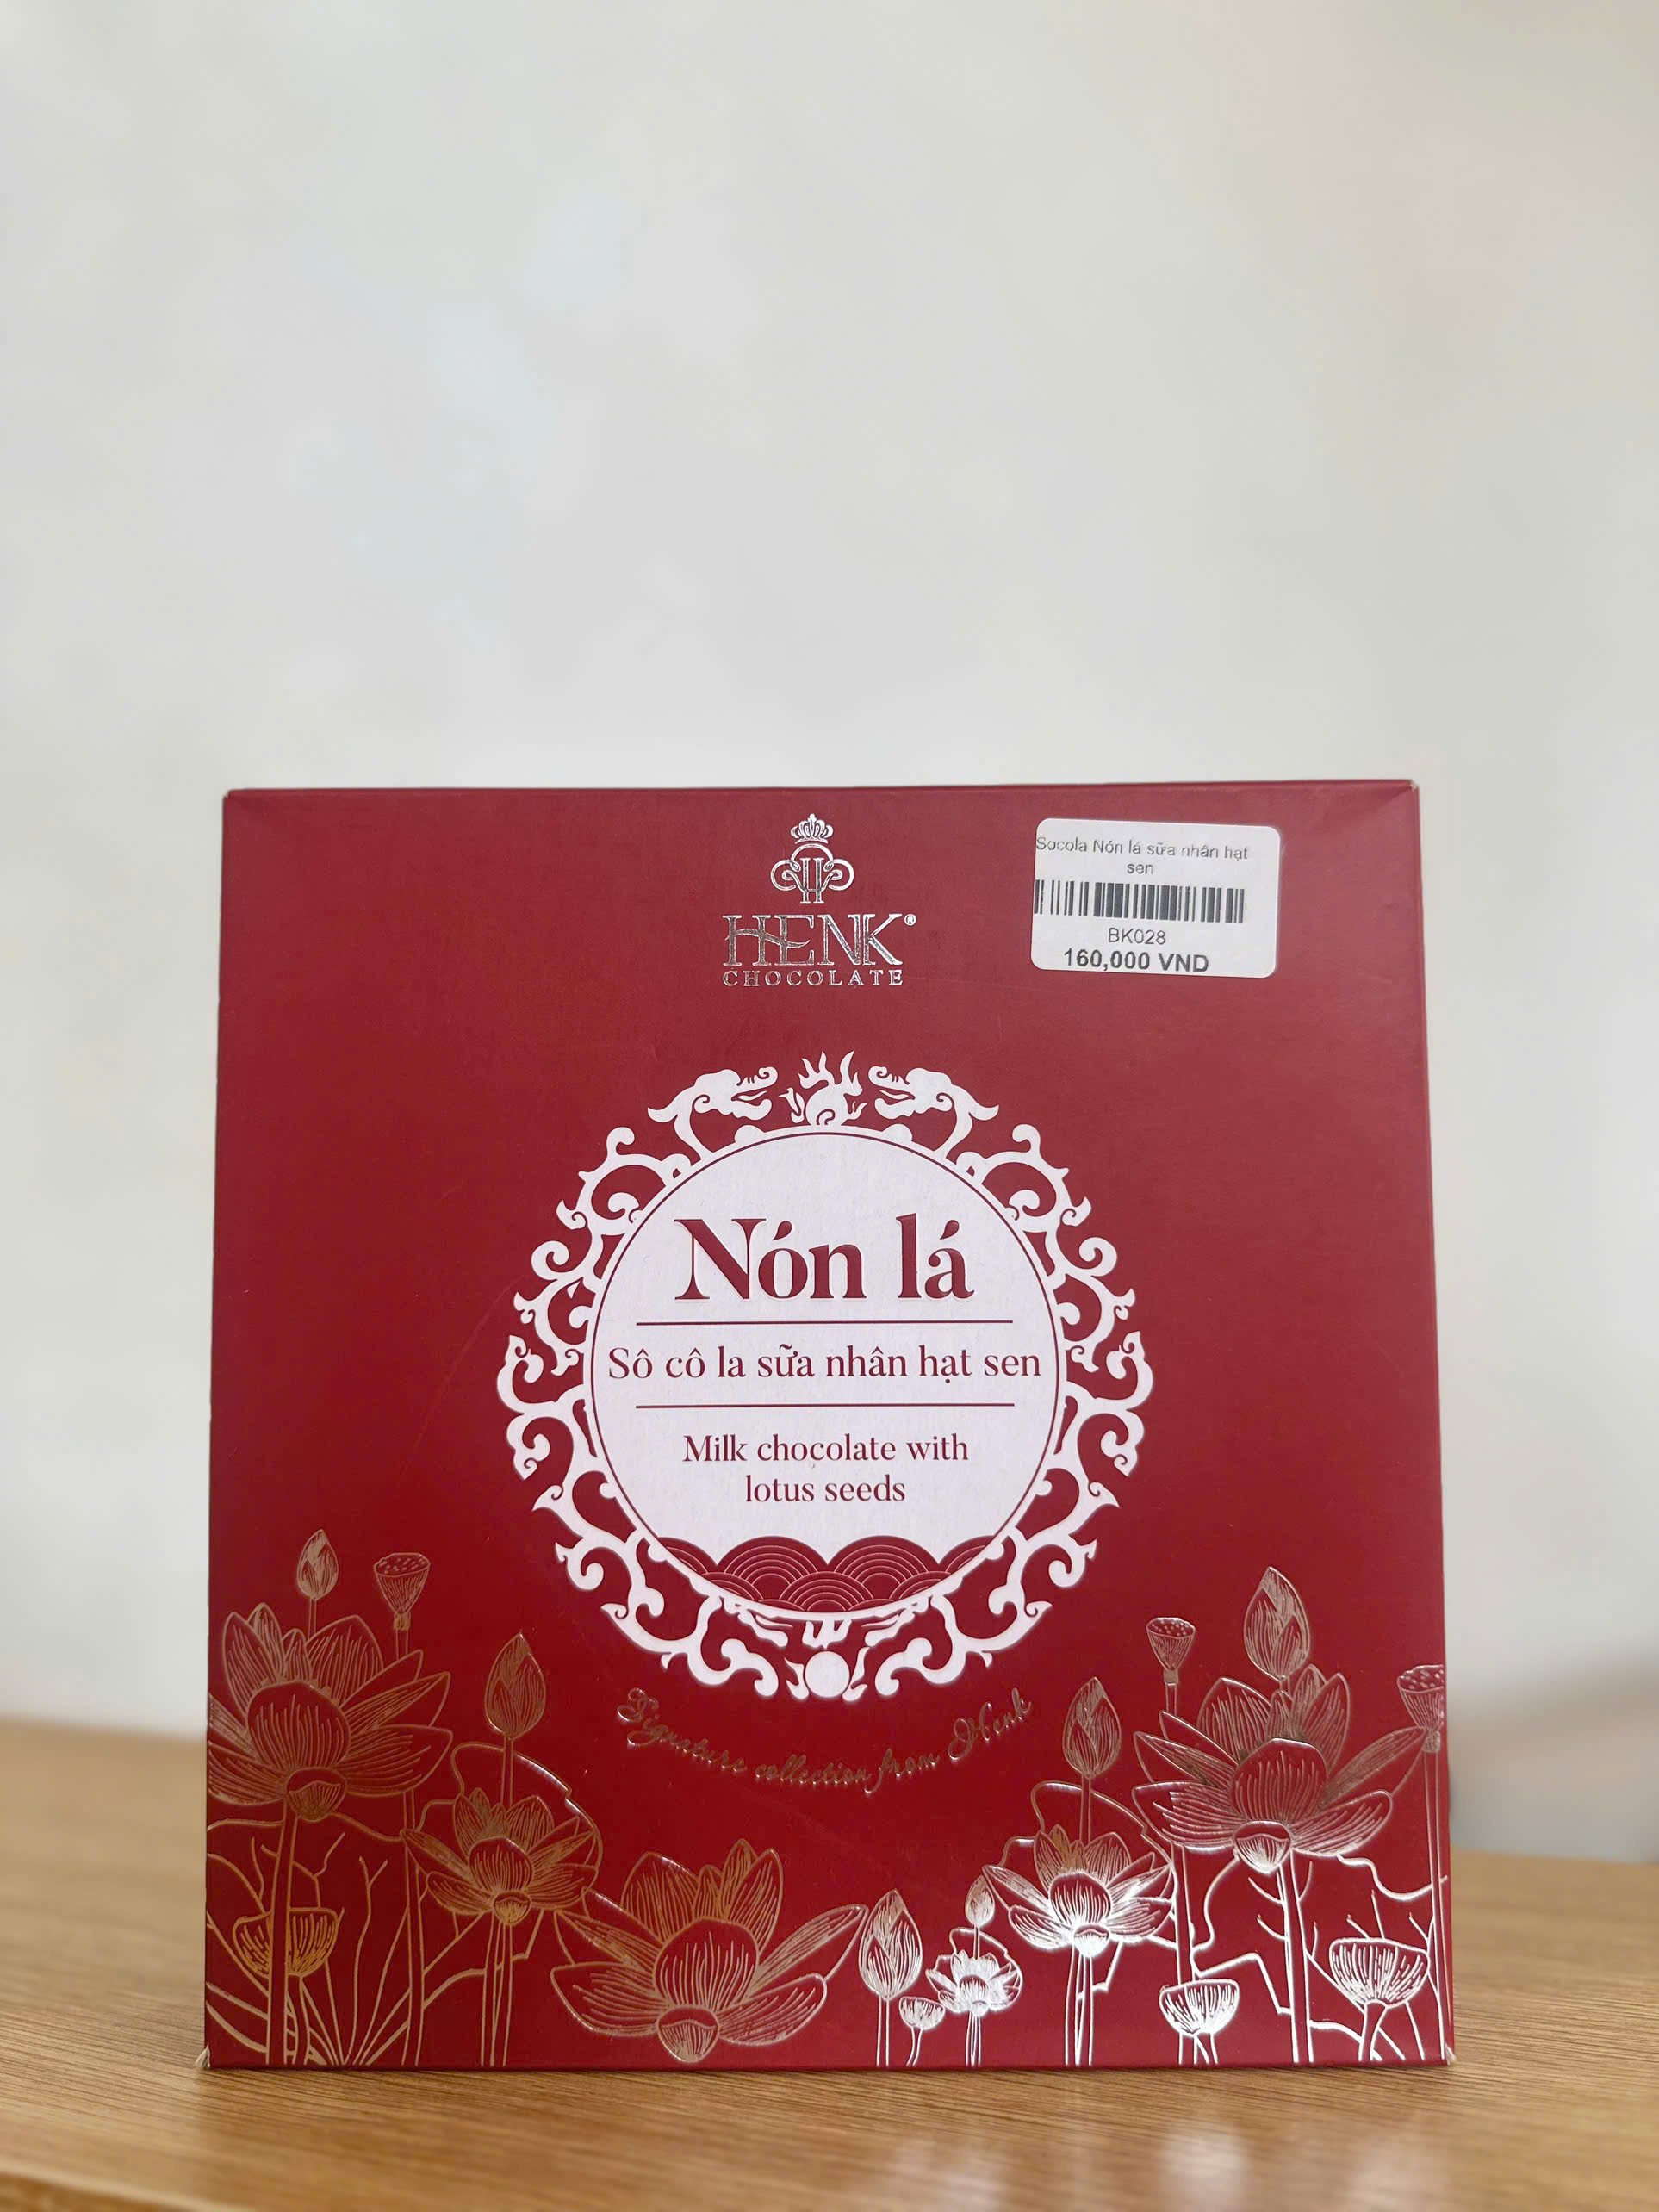 HENK®
CHOCOLATE
Socola Nón lá sữa nhân hạt
sen
BK028
160,000 VND
Nón lá
Sô cô la sữa nhân hạt sen
Milk chocolate with
lotus seeds
Signature collection from Henk